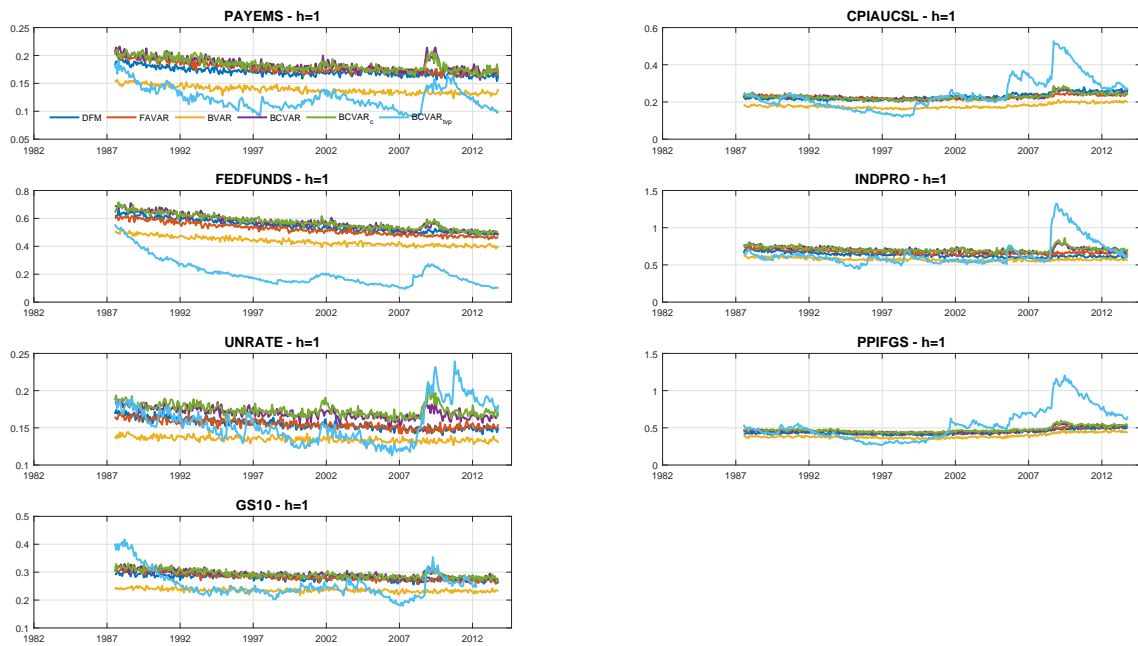 PAYEMS - h=1
0.25
0.2
0.15
0.1
0.05
DFM FAVAR BVAR BCVAR BCVAR_c BCVAR_tvp
1982 1987 1992 1997 2002 2007 2012
CPIAUCSL - h=1
0.6
0.4
0.2
0
1982 1987 1992 1997 2002 2007 2012
FEDFUNDS - h=1
0.8
0.6
0.4
0.2
0
1982 1987 1992 1997 2002 2007 2012
INDPRO - h=1
1.5
1
0.5
0
1982 1987 1992 1997 2002 2007 2012
UNRATE - h=1
0.25
0.2
0.15
0.1
1982 1987 1992 1997 2002 2007 2012
PPIFGS - h=1
1.5
1
0.5
0
1982 1987 1992 1997 2002 2007 2012
GS10 - h=1
0.5
0.4
0.3
0.2
0.1
1982 1987 1992 1997 2002 2007 2012